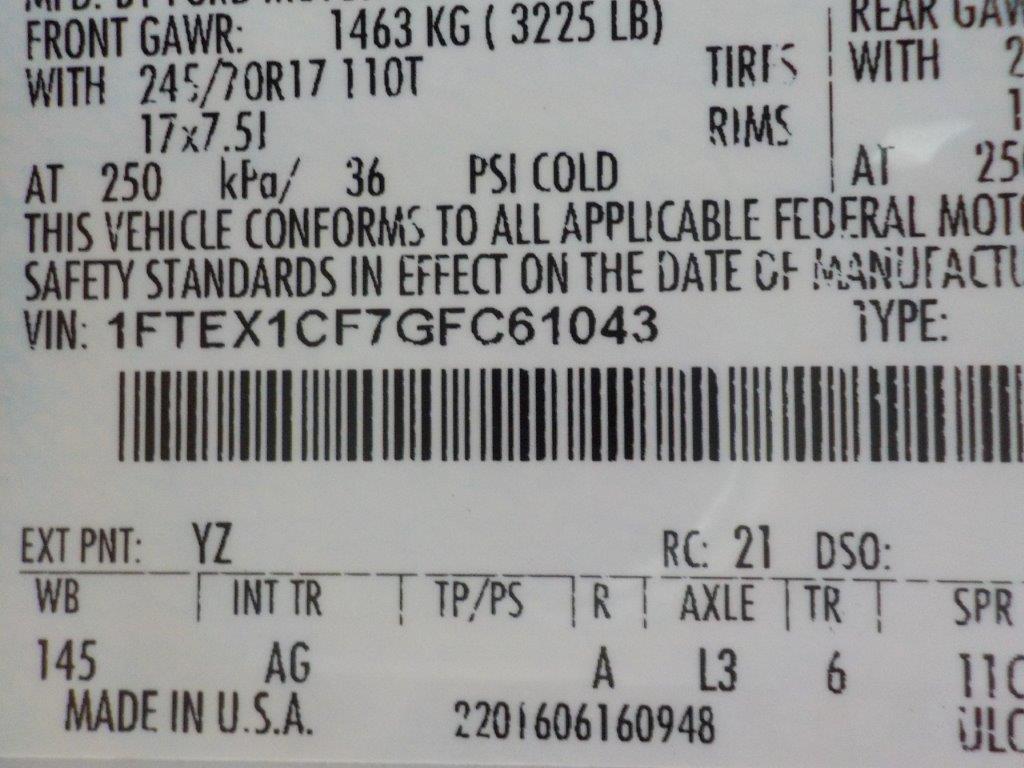 FRONT GAWR: 1463 KG ( 3225 LB) REAR
WITH 245/70R17 110T TIRES WITH
17x7.5J RIMS
AT 250 kPa/ 36 PSI COLD AT
THIS VEHICLE CONFORMS TO ALL APPLICABLE FEDERAL
SAFETY STANDARDS IN EFFECT ON THE DATE OF
VIN: 1FTEX1CF7GFC61043 TYPE:
EXT PNT: YZ RC: 21 DSO:
WB INT TR TP/PS R AXLE TR SPR
145 AG A L3 6
MADE IN U.S.A. 2201606160948